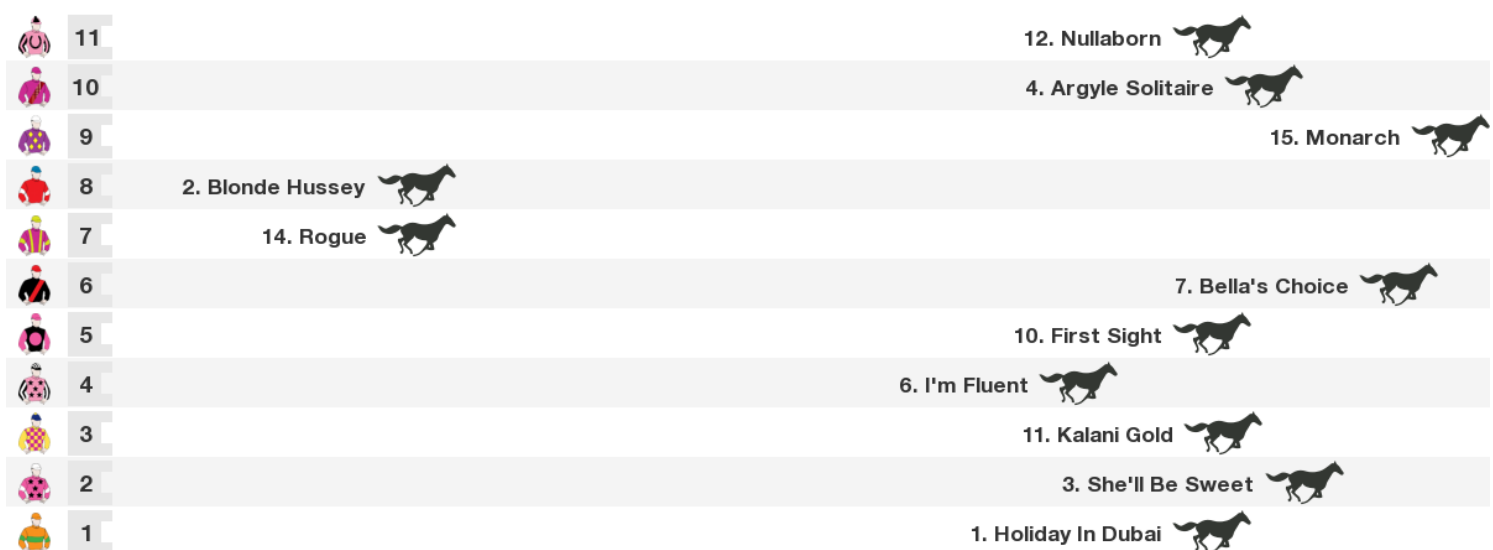 11 12. Nullaborn
10 4. Argyle Solitaire
9 15. Monarch
8 2. Blonde Hussey
7 14. Rogue
6 7. Bella's Choice
5 10. First Sight
4 6. I'm Fluent
3 11. Kalani Gold
2 3. She'll Be Sweet
1 1. Holiday In Dubai